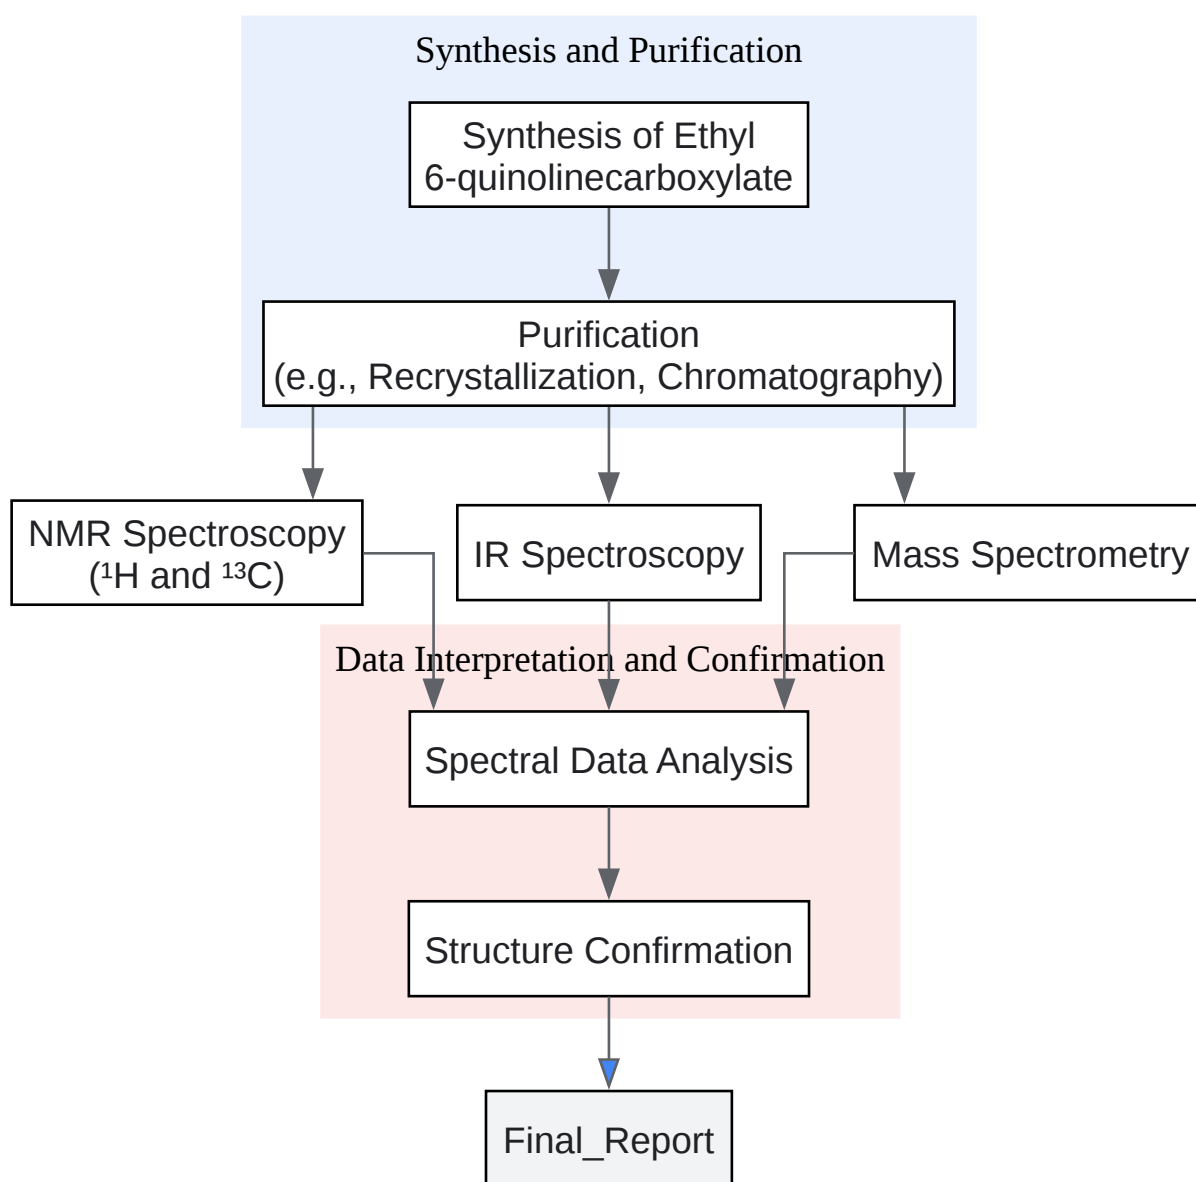 Synthesis and Purification
Synthesis of Ethyl
6-quinolinecarboxylate
Purification
(e.g., Recrystallization, Chromatography)
NMR Spectroscopy
(¹H and ¹³C)
IR Spectroscopy
Mass Spectrometry
Data Interpretation and Confirmation
Spectral Data Analysis
Structure Confirmation
Final_Report